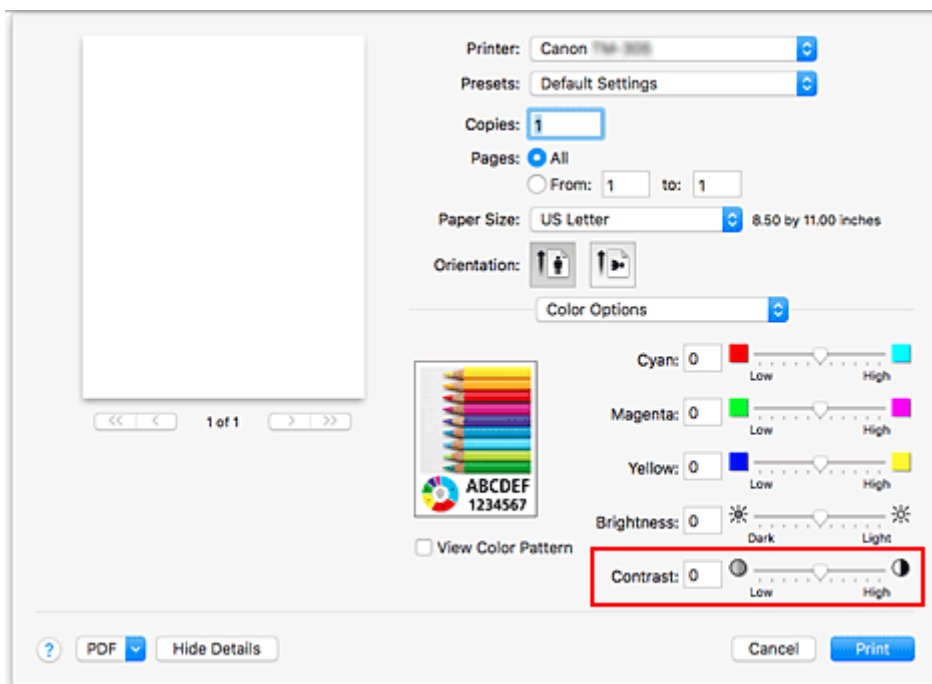 Printer: Canon
Presets: Default Settings
Copies: 1
Pages: All
From: 1 to: 1
Paper Size: US Letter 8.50 by 11.00 inches
Orientation:
Color Options
Cyan: 0
Low High
Magenta: 0
Low High
Yellow: 0
Low High
Brightness: 0
Dark Light
Contrast: 0
Low High
<< < 1 of 1 > >>
ABCDEF
1234567
View Color Pattern
? PDF Hide Details Cancel Print